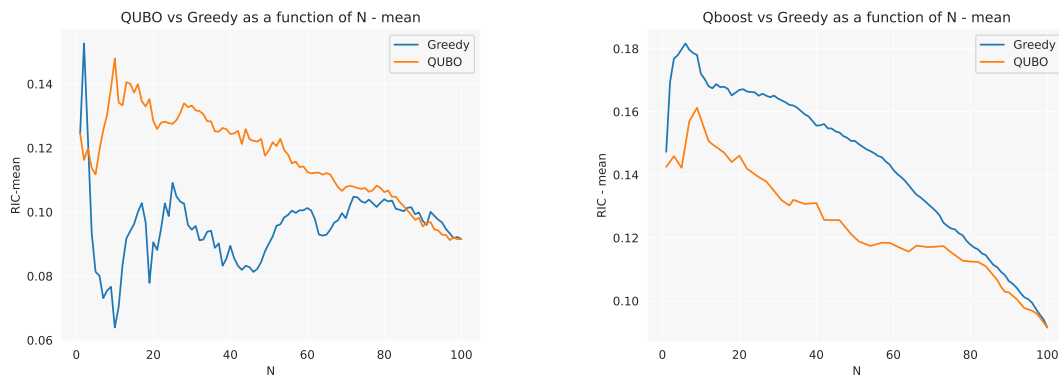 QUBO vs Greedy as a function of N - mean
Greedy
QUBO
0.14
0.12
0.10
0.08
0.06
RIC-mean
0 20 40 60 80 100
N
Qboost vs Greedy as a function of N - mean
Greedy
QUBO
0.18
0.16
0.14
0.12
0.10
RIC - mean
0 20 40 60 80 100
N